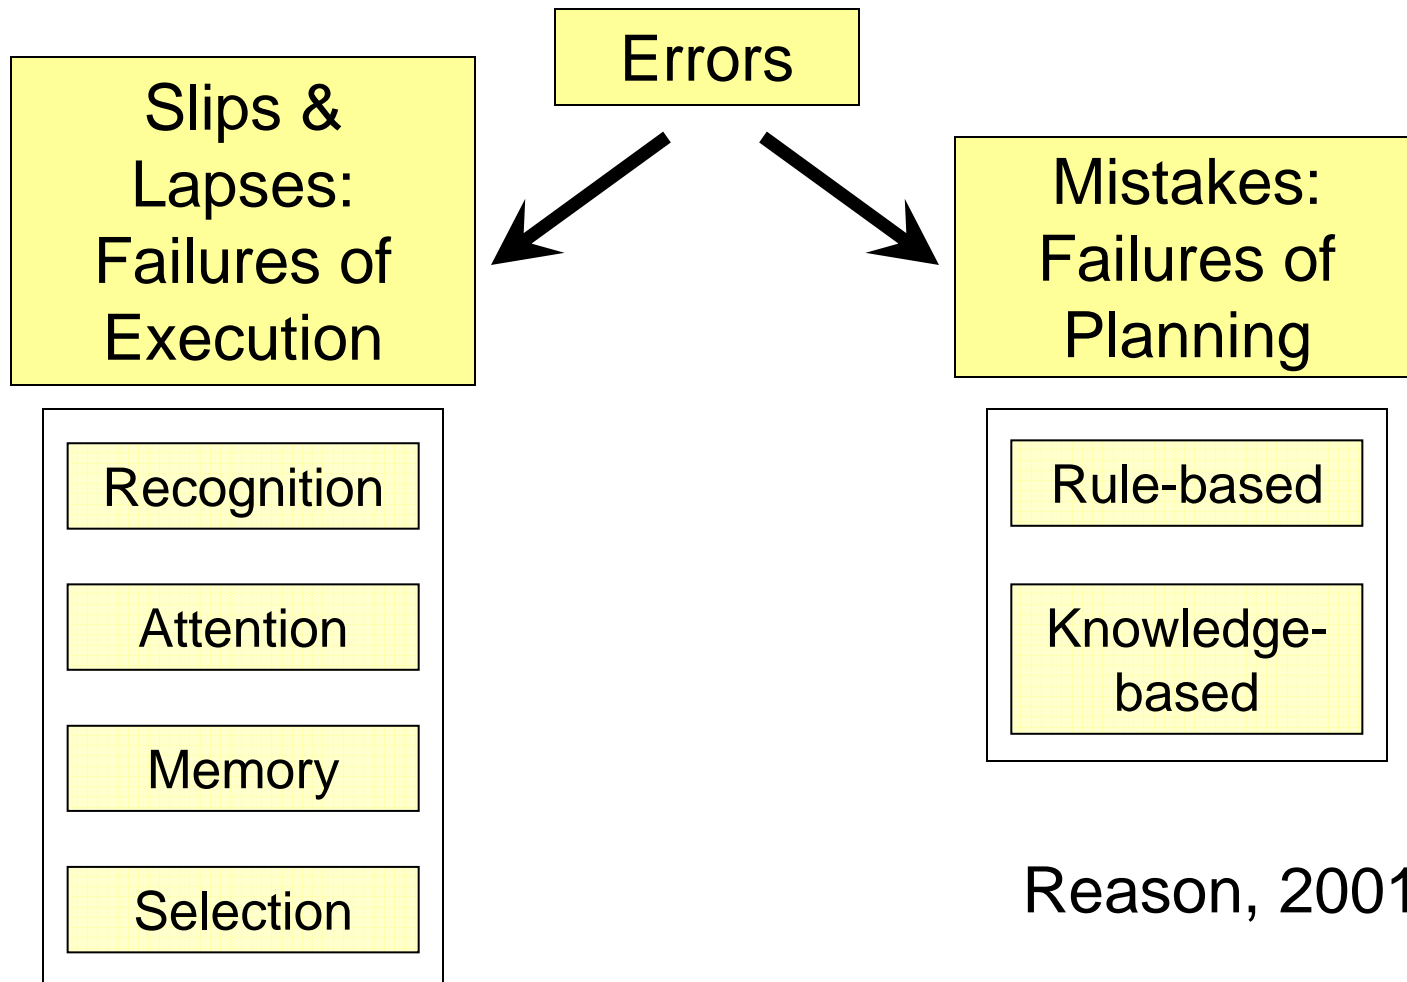 Errors
Slips &
Lapses:
Failures of
Execution
Recognition
Attention
Memory
Selection
Mistakes:
Failures of
Planning
Rule-based
Knowledge-
based
Reason, 2001